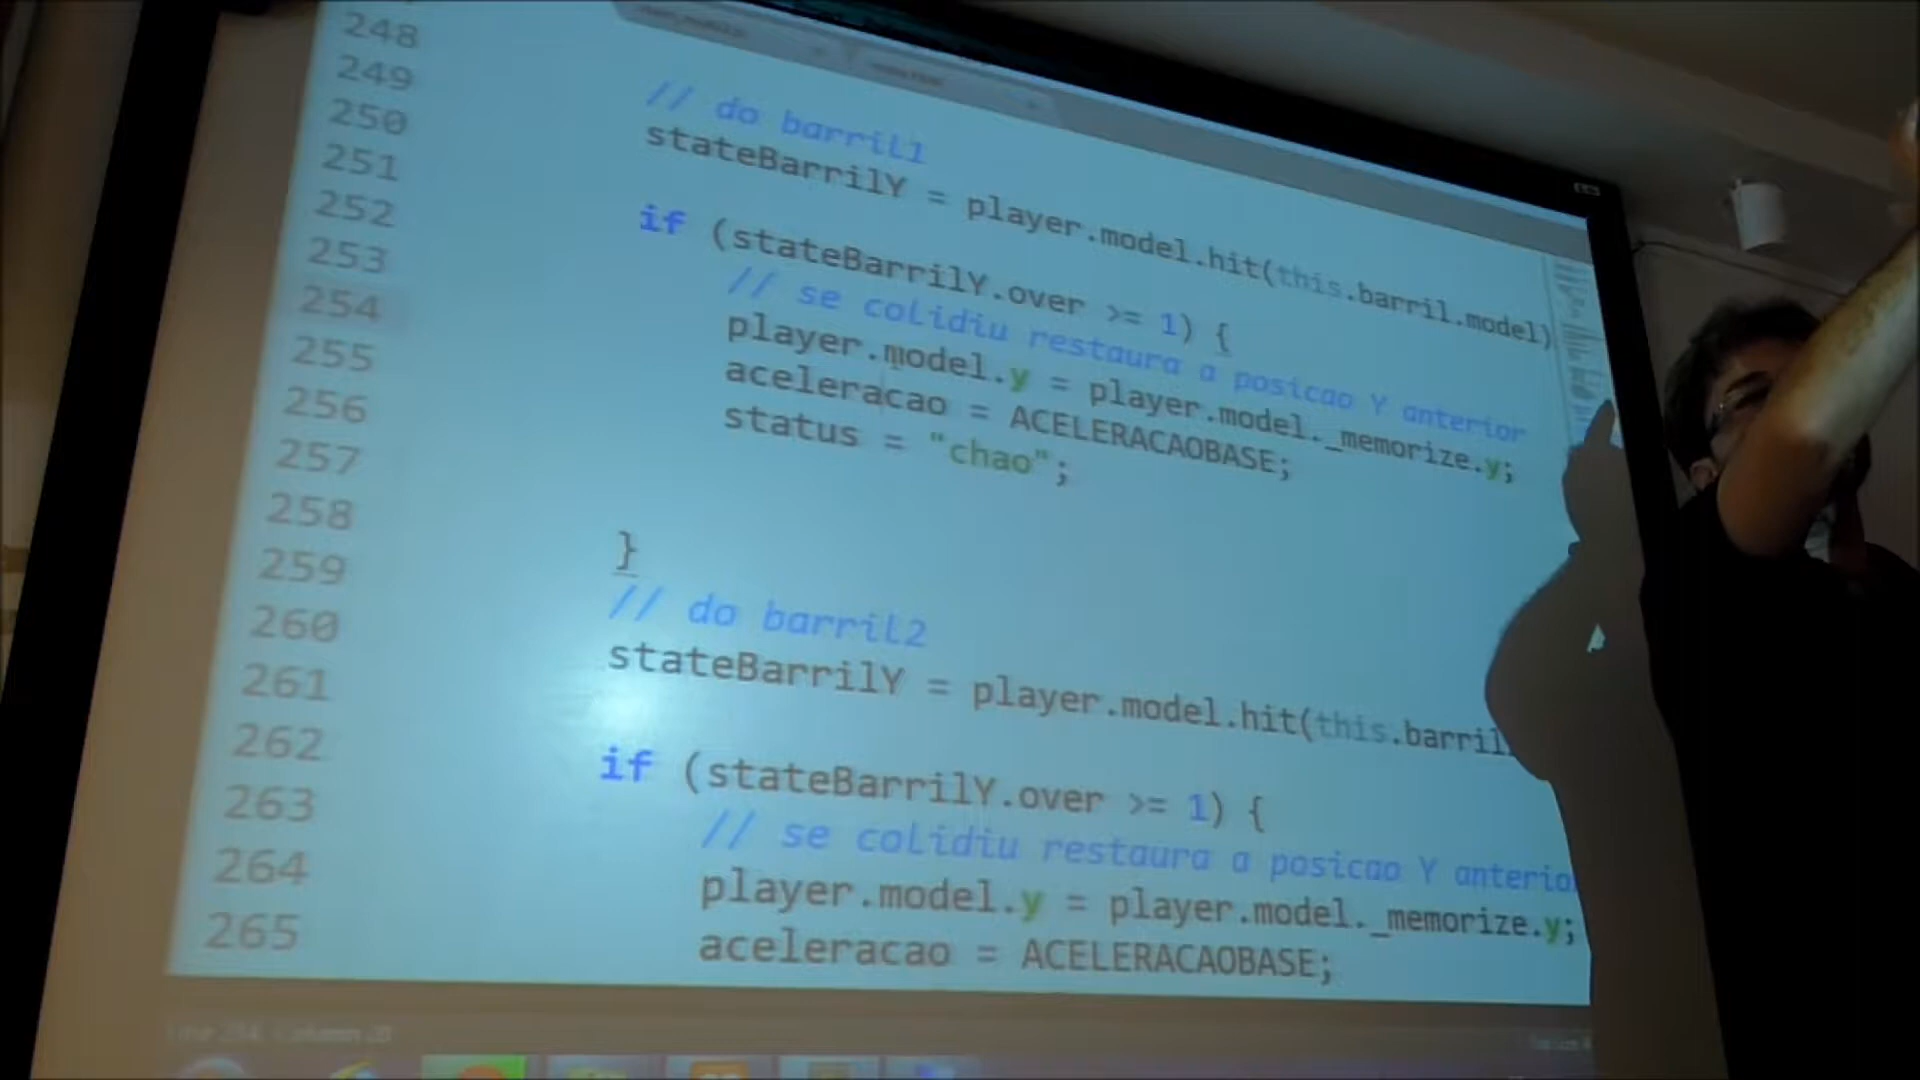 248
249
250 // do barril1
251 stateBarrilY = player.model.hit(this.barril.model)
252
253 if (stateBarrilY.over >= 1) {
254 // se colidiu restaura a posicao Y anterior
255 player.model.y = player.model._memorize.y;
256 aceleracao = ACELERACAOBASE;
257 status = "chao";
258
259 }
260 // do barril2
261 stateBarrilY = player.model.hit(this.barril
262
263 if (stateBarrilY.over >= 1) {
264 // se colidiu restaura a posicao Y anterior
265 player.model.y = player.model._memorize.y;
aceleracao = ACELERACAOBASE;